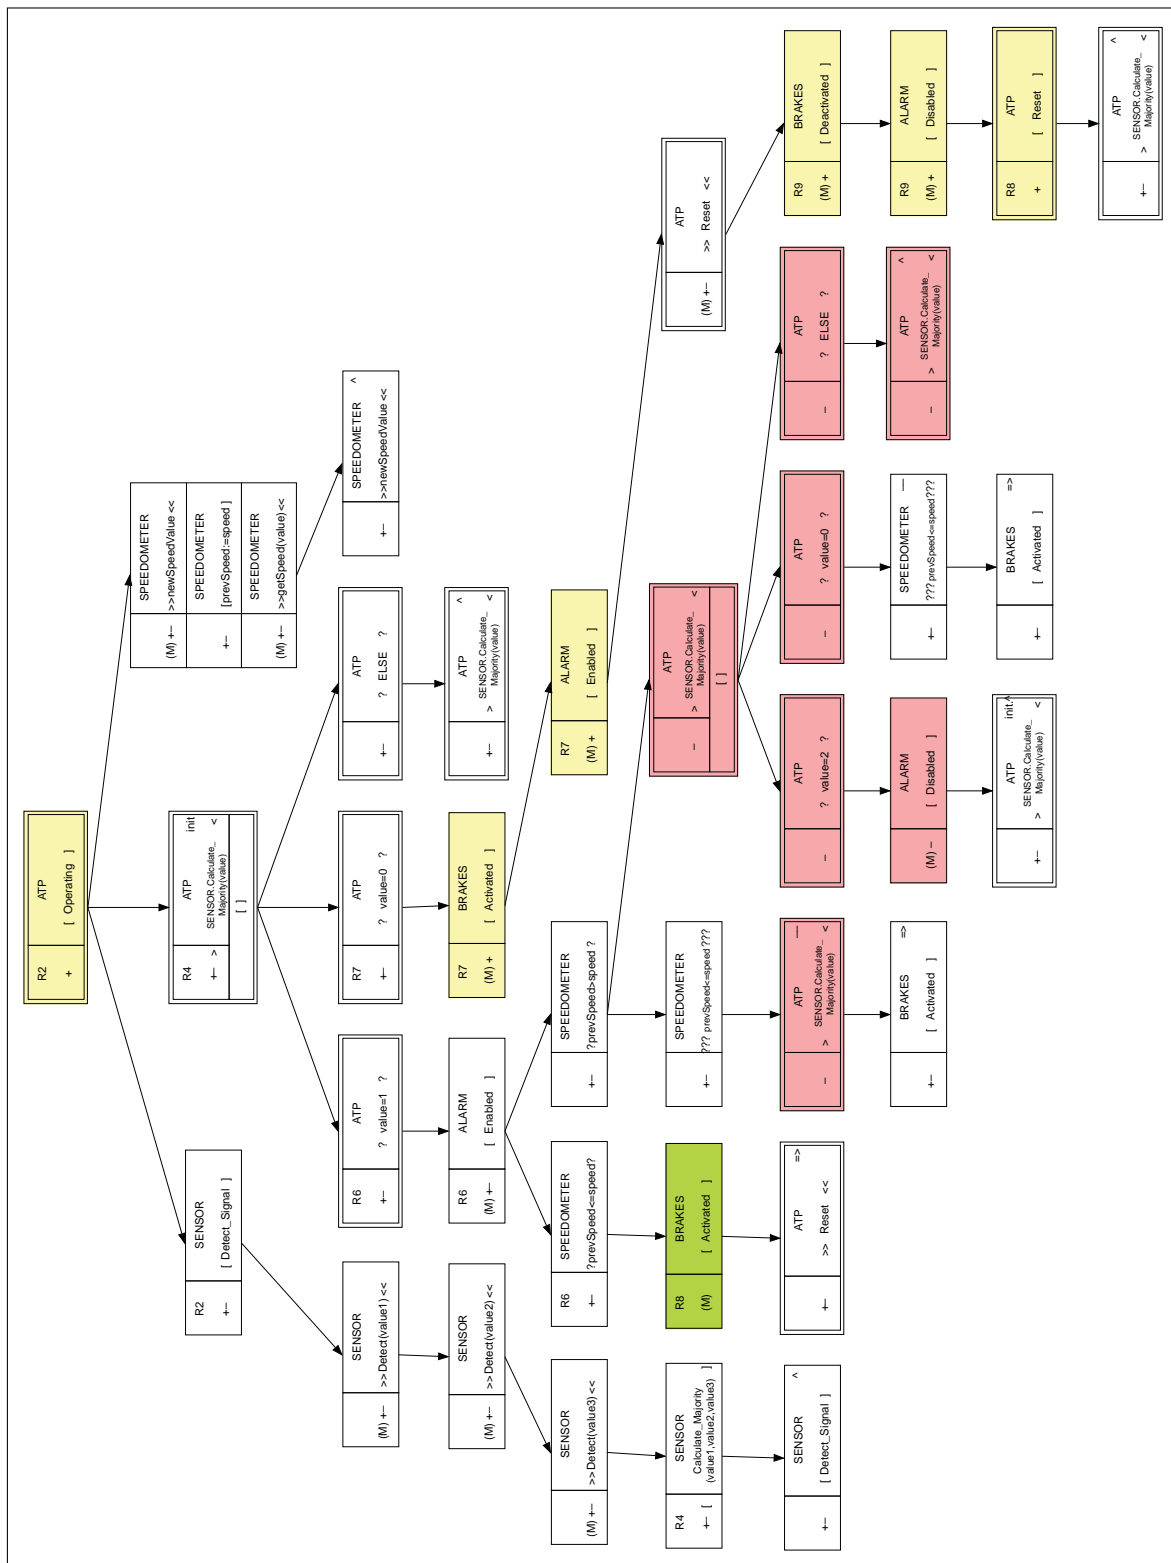 R2
+
ATP
[ Operating ]
(M) +−
SPEEDOMETER
>>newSpeedValue <<
+−
SPEEDOMETER
[prevSpeed:=speed ]
(M) +−
SPEEDOMETER
>>getSpeed(value) <<
+−
SPEEDOMETER ^
>>newSpeedValue <<
R4
+−
ATP init
> SENSOR.Calculate_ <
Majority(value)
[ ]
R2
+−
SENSOR
[ Detect_Signal ]
(M) +−
SENSOR
>>Detect(value1) <<
(M) +−
SENSOR
>>Detect(value2) <<
(M) +−
SENSOR
>>Detect(value3) <<
R4
+− [
SENSOR
Calculate_Majority ]
(value1,value2,value3)
+−
SENSOR ^
[ Detect_Signal ]
R6
+−
ATP
? value=1 ?
R7
+−
ATP
? value=0 ?
+−
ATP
? ELSE ?
R6
(M) +−
ALARM
[ Enabled ]
R7
(M) +
BRAKES
[ Activated ]
+−
ATP ^
> SENSOR.Calculate_ <
Majority(value)
R6
+−
SPEEDOMETER
?prevSpeed<=speed?
+−
SPEEDOMETER
?prevSpeed>speed ?
R7
(M) +
ALARM
[ Enabled ]
R8
(M)
BRAKES
[ Activated ]
+−
SPEEDOMETER
??? prevSpeed<=speed ???
−
ATP
> SENSOR.Calculate_ <
Majority(value)
[ ]
(M) +−
ATP
>> Reset <<
+−
ATP =>
>> Reset <<
−
ATP —
> SENSOR.Calculate_ <
Majority(value)
−
ATP
? value=2 ?
−
ATP
? value=0 ?
−
ATP
? ELSE ?
R9
(M) +
BRAKES
[ Deactivated ]
+−
BRAKES =>
[ Activated ]
(M) −
ALARM
[ Disabled ]
+−
SPEEDOMETER —
??? prevSpeed<=speed???
−
ATP ^
> SENSOR.Calculate_ <
Majority(value)
R9
(M) +
ALARM
[ Disabled ]
+−
ATP init.^
> SENSOR.Calculate_ <
Majority(value)
+−
BRAKES =>
[ Activated ]
R8
+
ATP
[ Reset ]
+−
ATP ^
> SENSOR.Calculate_ <
Majority(value)